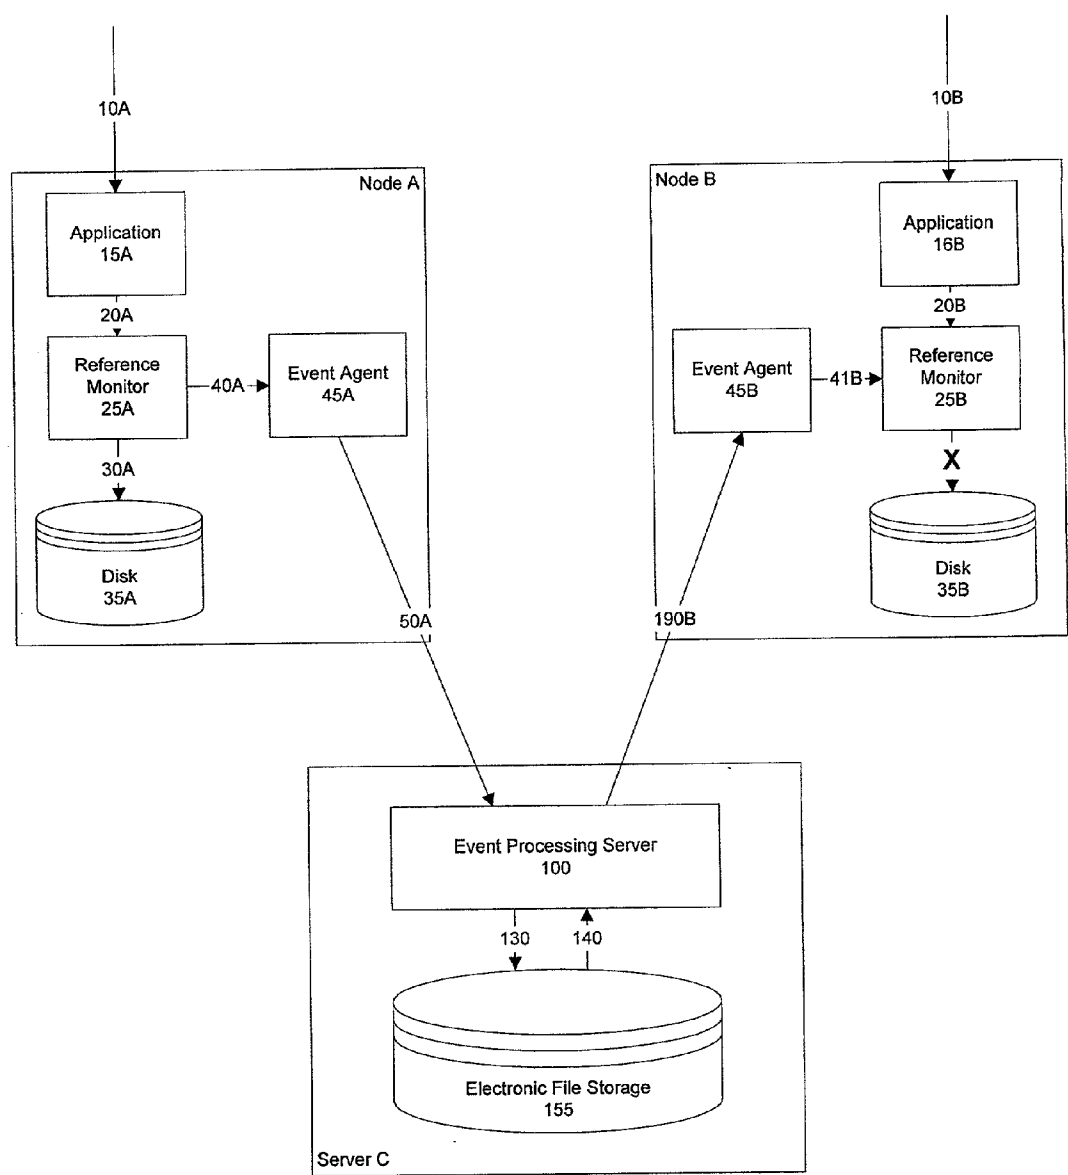 10A
10B
Node A
Node B
Application
15A
Application
16B
20A
20B
Reference
Monitor
25A
40A
Event Agent
45A
Event Agent
45B
41B
Reference
Monitor
25B
30A
X
Disk
35A
Disk
35B
50A
190B
Event Processing Server
100
130
140
Electronic File Storage
155
Server C